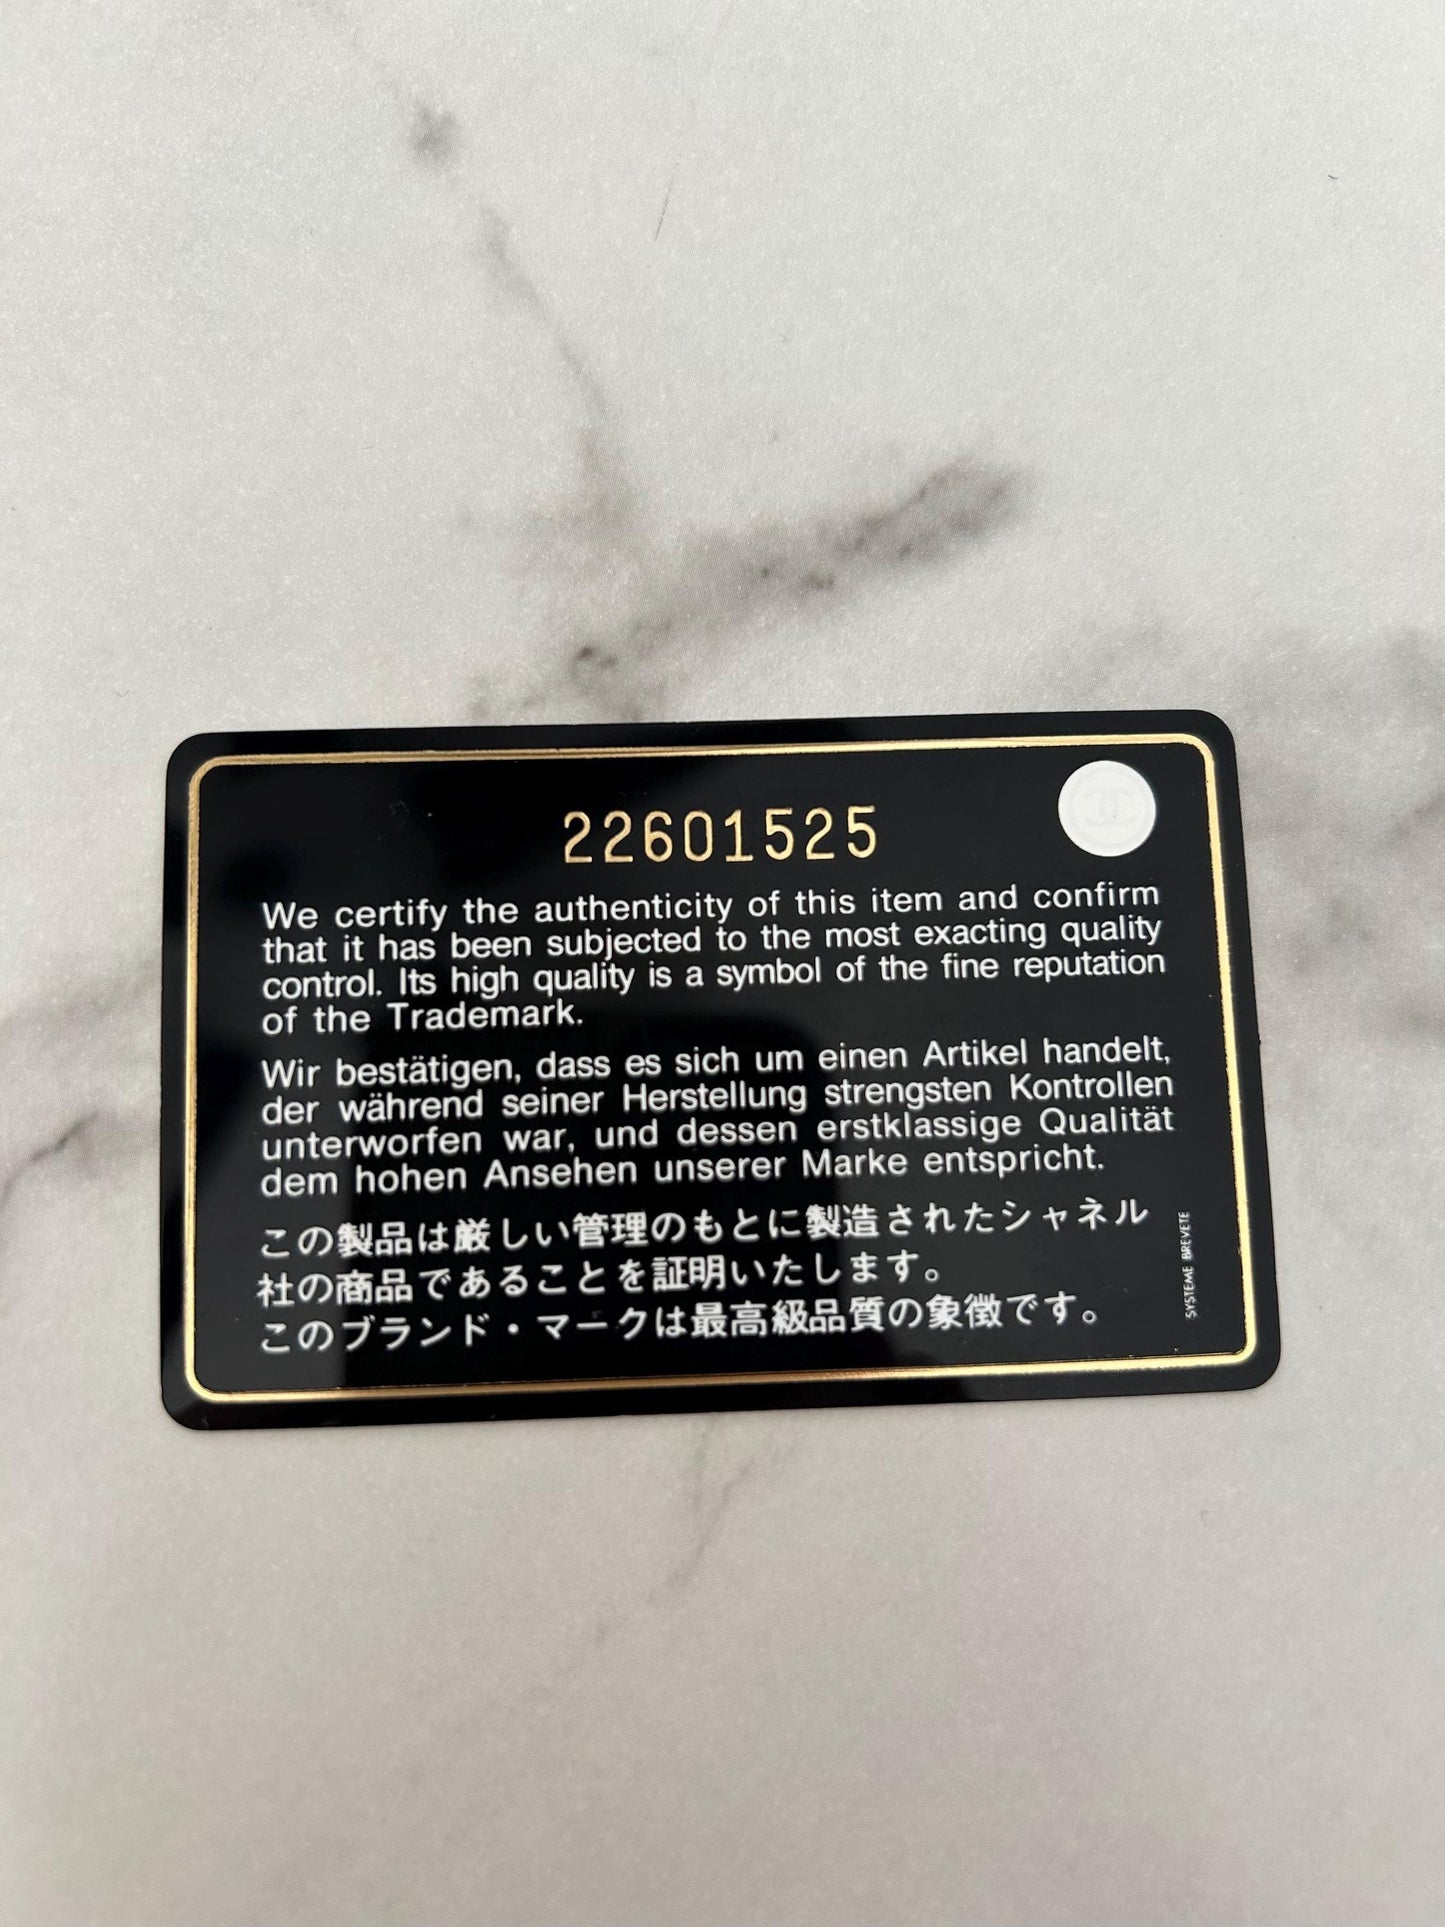 22601525
We certify the authenticity of this item and confirm
that it has been subjected to the most exacting quality
control. Its high quality is a symbol of the fine reputation
of the Trademark.
Wir bestätigen, dass es sich um einen Artikel handelt,
der während seiner Herstellung strengsten Kontrollen
unterworfen war, und dessen erstklassige Qualität
dem hohen Ansehen unserer Marke entspricht.
この製品は厳しい管理のもとに製造されたシャネル
社の商品であることを証明いたします。
このブランド・マークは最高級品質の象徴です。
SYSTEME BREVETE